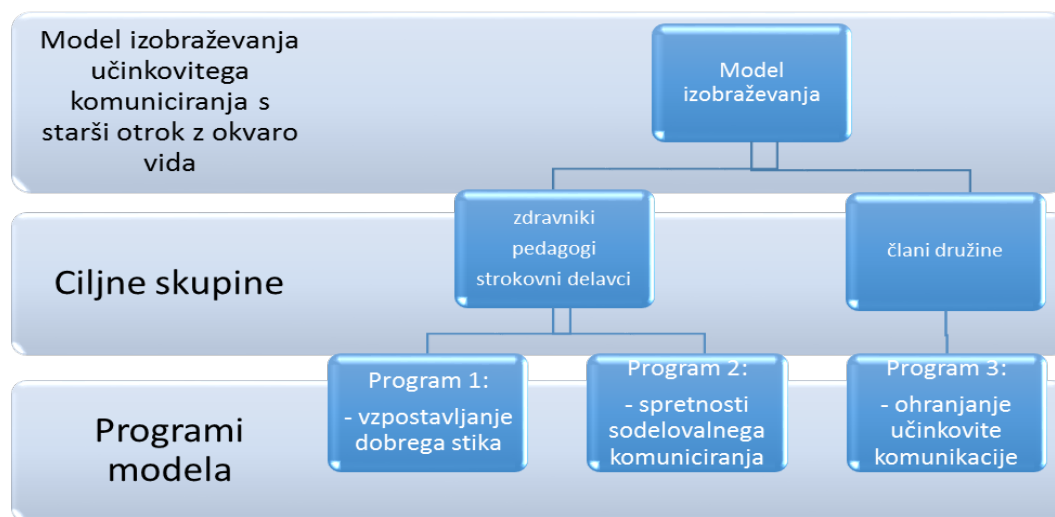 Model izobraževanja
učinkovitega
komuniciranja s
starši otrok z okvaro
vida
Model
izobraževanja
Ciljne skupine
zdravniki
pedagogi
strokovni delavci
člani družine
Programi
modela
Program 1:
- vzpostavljanje
dobrega stika
Program 2:
- spretnosti
sodelovalnega
komuniciranja
Program 3:
- ohranjanje
učinkovite
komunikacije